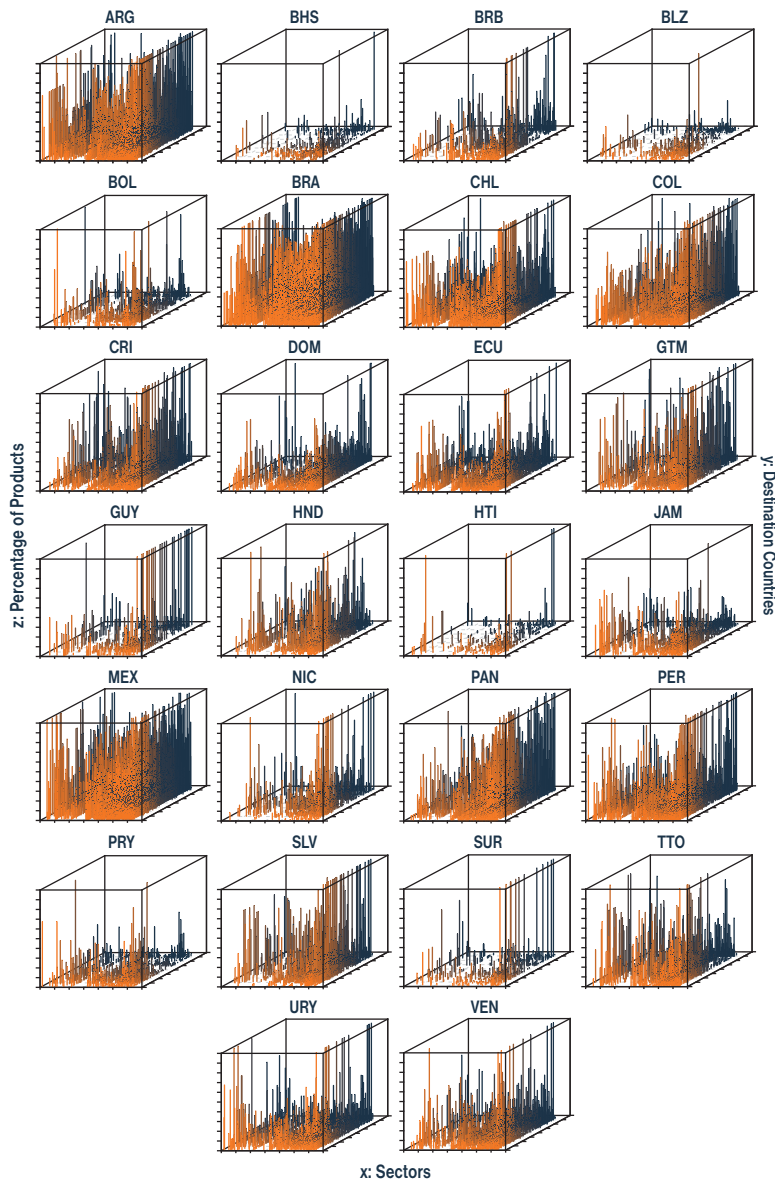 ARG BHS BRB BLZ
BOL BRA CHL COL
CRI DOM ECU GTM
z: Percentage of Products
y: Destination Countries
GUY HND HTI JAM
MEX NIC PAN PER
PRY SLV SUR TTO
URY VEN
x: Sectors